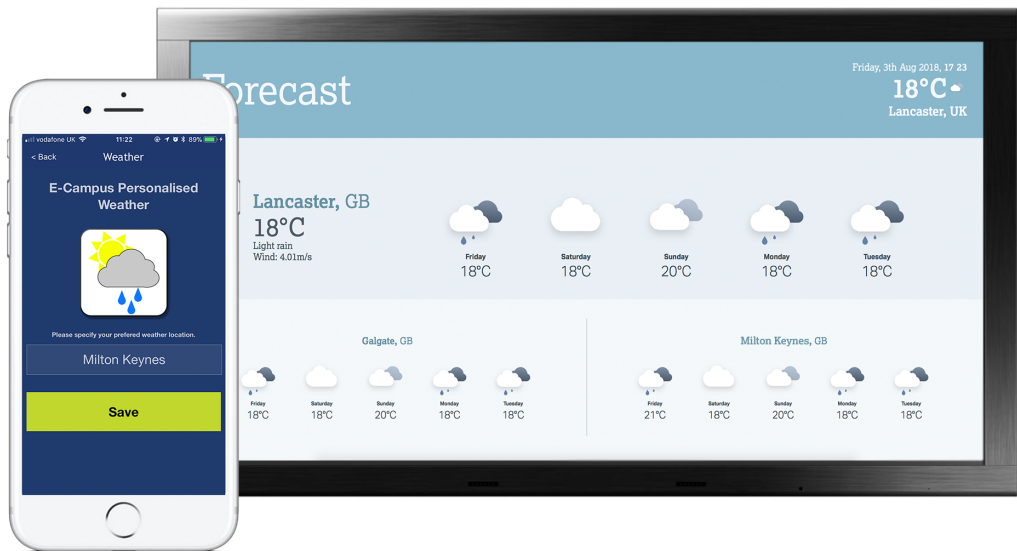 vodafone UK 11:22 89%
< Back Weather
E-Campus Personalised
Weather
Please specify your prefered weather location.
Milton Keynes
Save
Forecast
Friday, 3th Aug 2018, 17 23
18°C
Lancaster, UK
Lancaster, GB
18°C
Light rain
Wind: 4.01m/s
Friday Saturday Sunday Monday Tuesday
18°C 18°C 20°C 18°C 18°C
Galgate, GB
Friday Saturday Sunday Monday Tuesday
18°C 18°C 20°C 18°C 18°C
Milton Keynes, GB
Friday Saturday Sunday Monday Tuesday
21°C 18°C 20°C 18°C 18°C